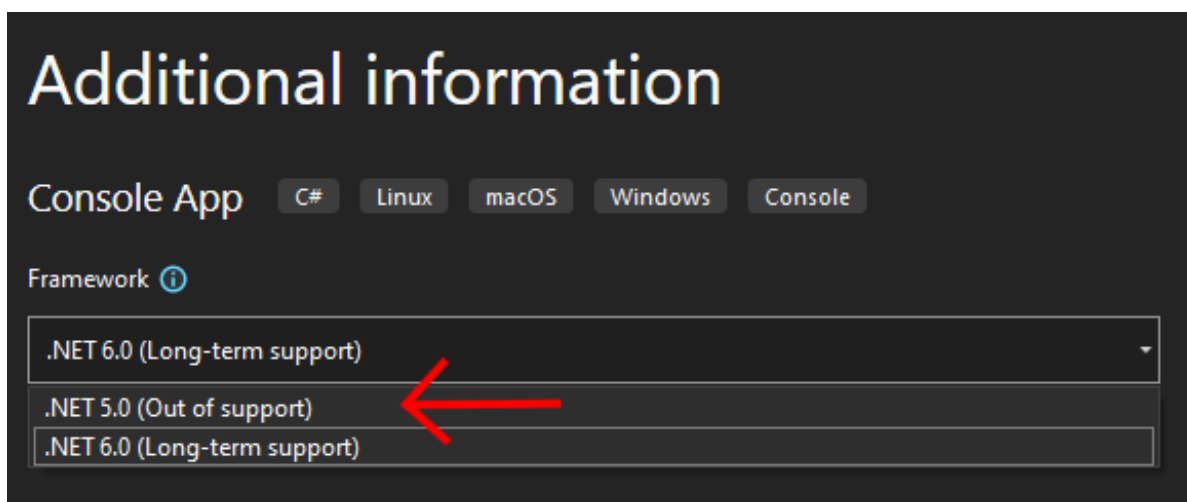 Additional information
Console App C# Linux macOS Windows Console
Framework
.NET 6.0 (Long-term support)
.NET 5.0 (Out of support)
.NET 6.0 (Long-term support)